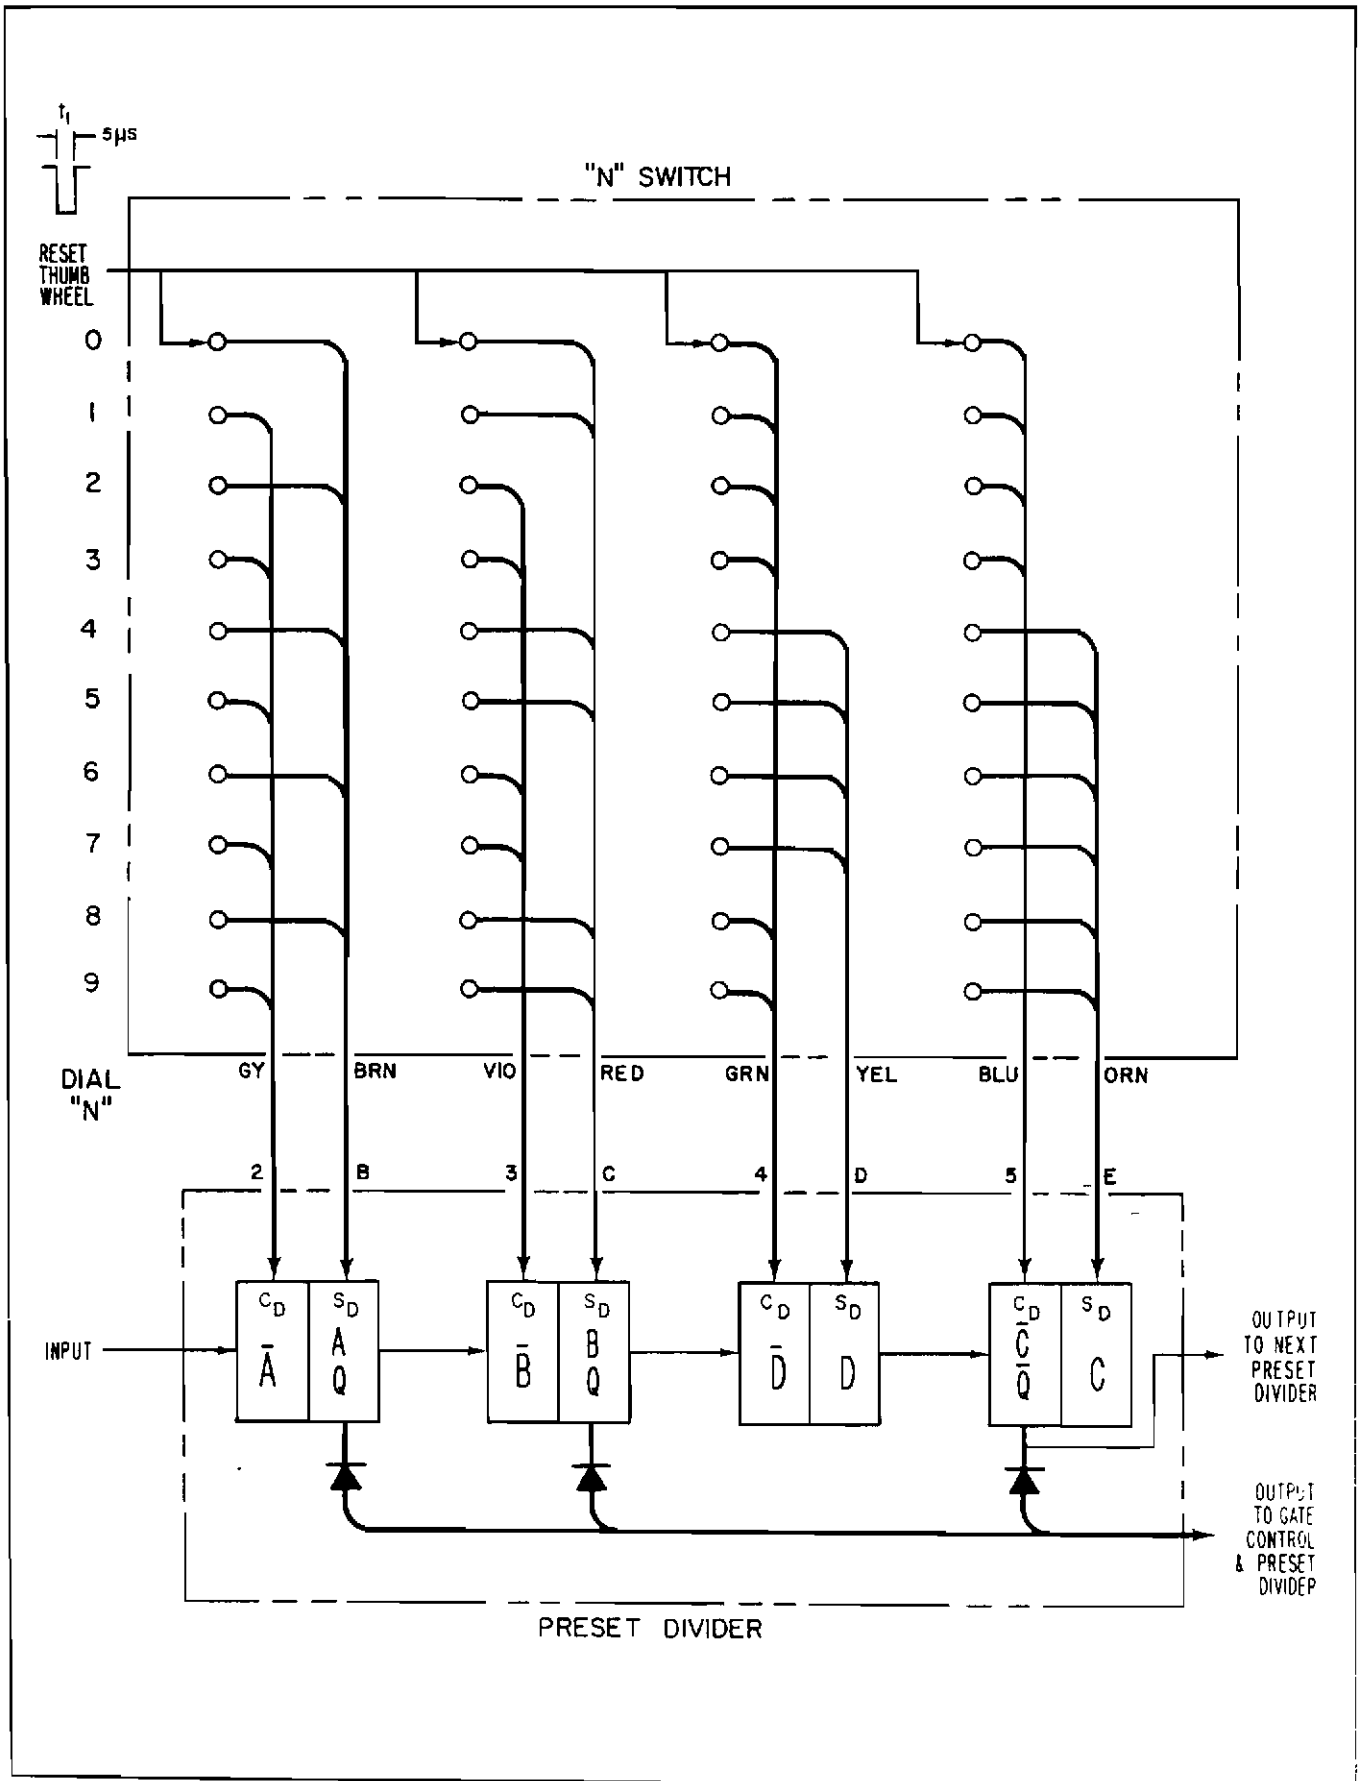 t1
5µs
"N" SWITCH
RESET
THUMB
WHEEL
0
1
2
3
4
5
6
7
8
9
DIAL
"N"
GY BRN VIO RED GRN YEL BLU ORN
2 B 3 C 4 D 5 E
INPUT
CD SD CD SD CD SD CD SD
A̅ A Q B̅ B Q D̅ D C̅ Q̅ C
OUTPUT
TO NEXT
PRESET
DIVIDER
OUTPUT
TO GATE
CONTROL
& PRESET
DIVIDER
PRESET DIVIDER